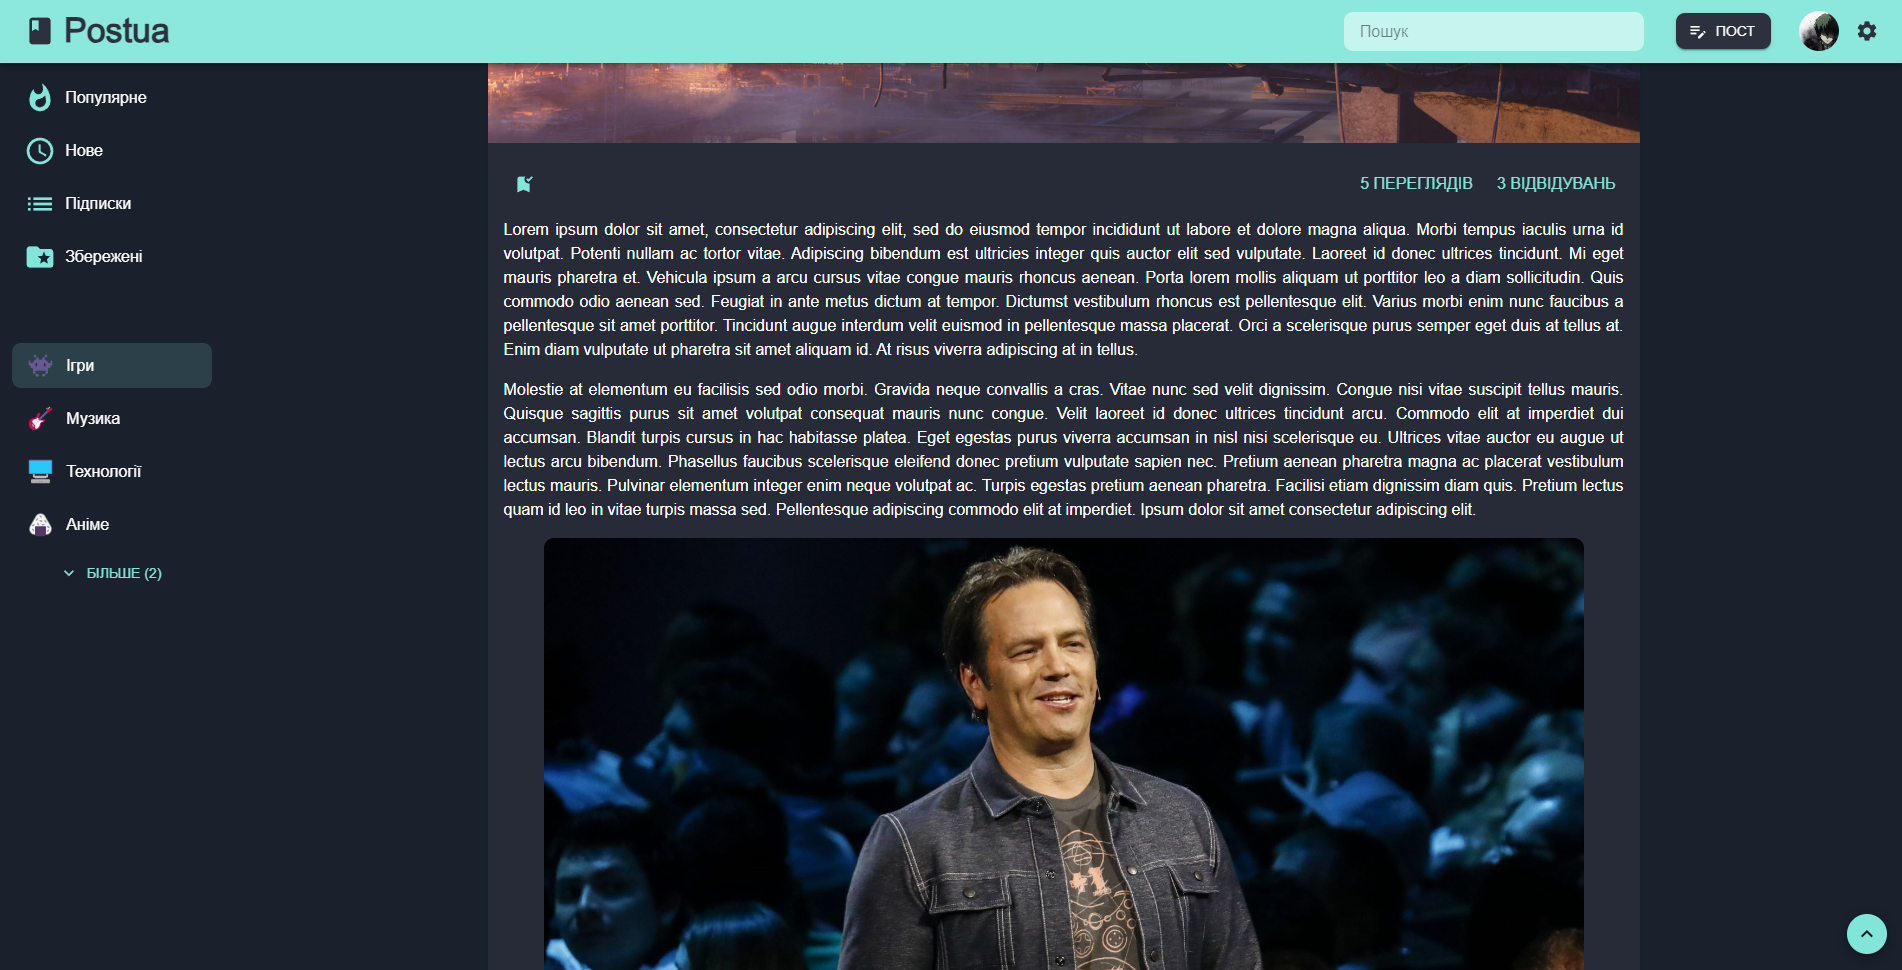 Postua
Пошук
ПОСТ
Популярне
Нове
Підписки
Збережені
Ігри
Музика
Технології
Аніме
БІЛЬШЕ (2)
5 ПЕРЕГЛЯДІВ 3 ВІДВІДУВАНЬ
Lorem ipsum dolor sit amet, consectetur adipiscing elit, sed do eiusmod tempor incididunt ut labore et dolore magna aliqua. Morbi tempus iaculis urna id
volutpat. Potenti nullam ac tortor vitae. Adipiscing bibendum est ultricies integer quis auctor elit sed vulputate. Laoreet id donec ultrices tincidunt. Mi eget
mauris pharetra et. Vehicula ipsum a arcu cursus vitae congue mauris rhoncus aenean. Porta lorem mollis aliquam ut porttitor leo a diam sollicitudin. Quis
commodo odio aenean sed. Feugiat in ante metus dictum at tempor. Dictumst vestibulum rhoncus est pellentesque elit. Varius morbi enim nunc faucibus a
pellentesque sit amet porttitor. Tincidunt augue interdum velit euismod in pellentesque massa placerat. Orci a scelerisque purus semper eget duis at tellus at.
Enim diam vulputate ut pharetra sit amet aliquam id. At risus viverra adipiscing at in tellus.
Molestie at elementum eu facilisis sed odio morbi. Gravida neque convallis a cras. Vitae nunc sed velit dignissim. Congue nisi vitae suscipit tellus mauris.
Quisque sagittis purus sit amet volutpat consequat mauris nunc congue. Velit laoreet id donec ultrices tincidunt arcu. Commodo elit at imperdiet dui
accumsan. Blandit turpis cursus in hac habitasse platea. Eget egestas purus viverra accumsan in nisl nisi scelerisque eu. Ultrices vitae auctor eu augue ut
lectus arcu bibendum. Phasellus faucibus scelerisque eleifend donec pretium vulputate sapien nec. Pretium aenean pharetra magna ac placerat vestibulum
lectus mauris. Pulvinar elementum integer enim neque volutpat ac. Turpis egestas pretium aenean pharetra. Facilisi etiam dignissim diam quis. Pretium lectus
quam id leo in vitae turpis massa sed. Pellentesque adipiscing commodo elit at imperdiet. Ipsum dolor sit amet consectetur adipiscing elit.